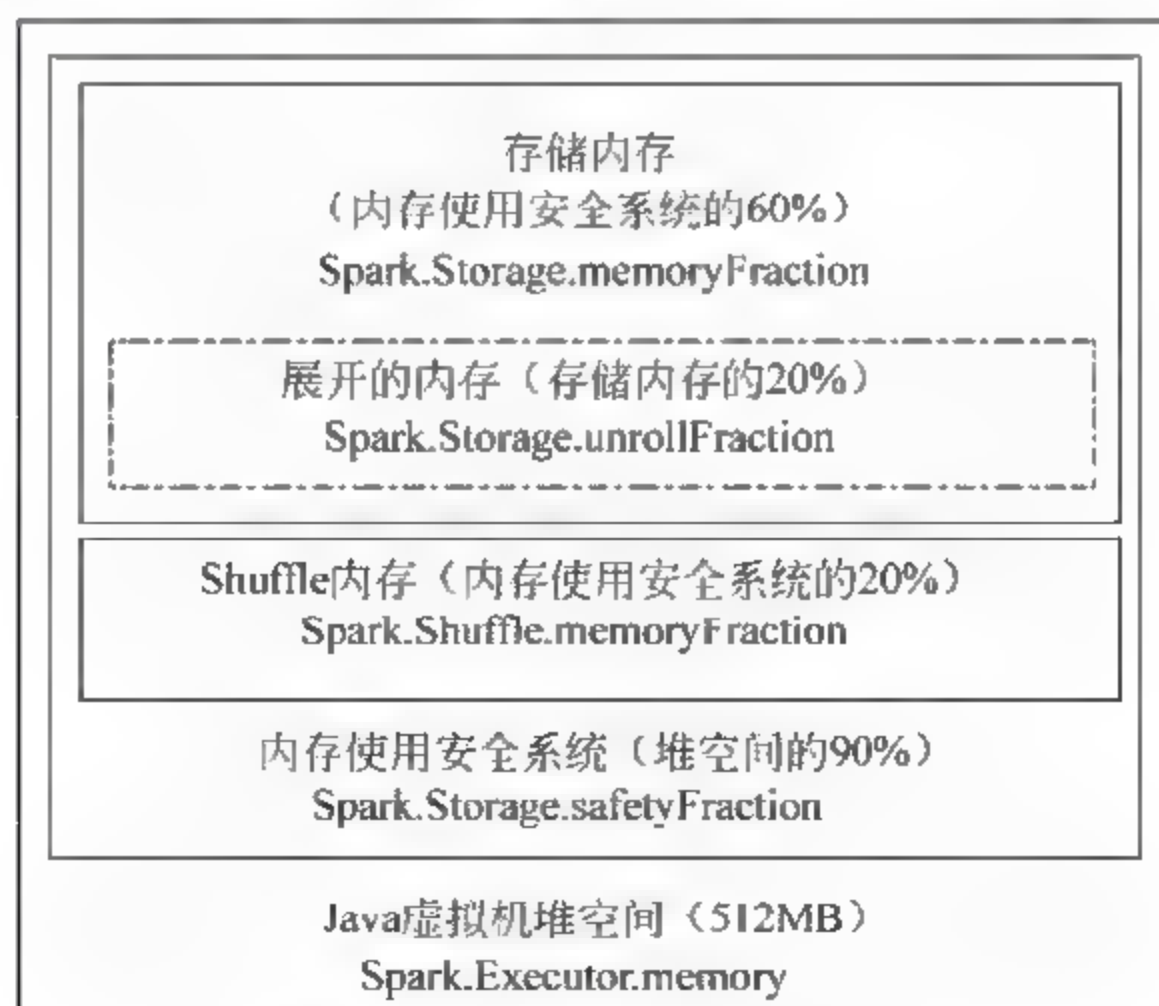 存储内存
（内存使用安全系统的60%）
Spark.Storage.memoryFraction
展开的内存（存储内存的20%）
Spark.Storage.unrollFraction
Shuffle内存（内存使用安全系统的20%）
Spark.Shuffle.memoryFraction
内存使用安全系统（堆空间的90%）
Spark.Storage.safetyFraction
Java虚拟机堆空间（512MB）
Spark.Executor.memory